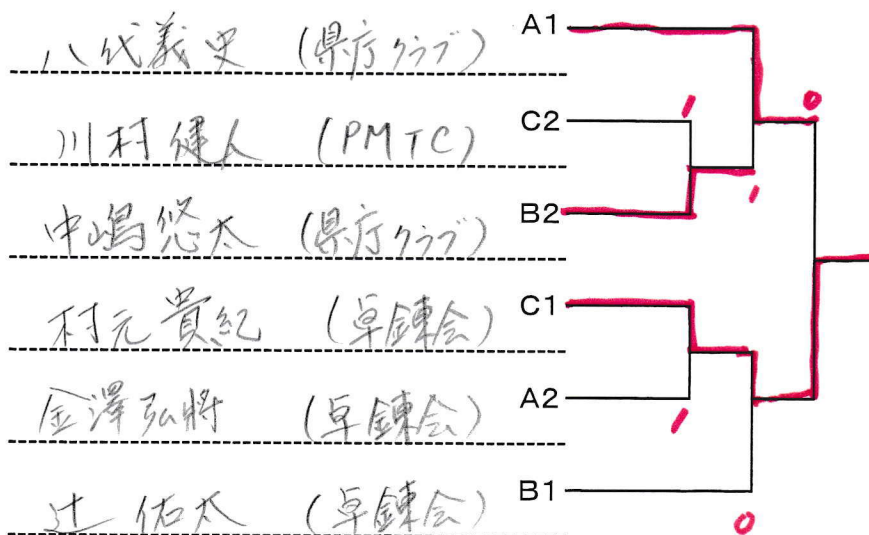 八代義史 (県庁クラブ) A1
川村健人 (PMTC) C2
中嶋悠太 (県庁クラブ) B2
村元貴紀 (卓錬会) C1
金澤弘将 (卓錬会) A2
辻 佑太 (卓錬会) B1
1
0
1
1
0